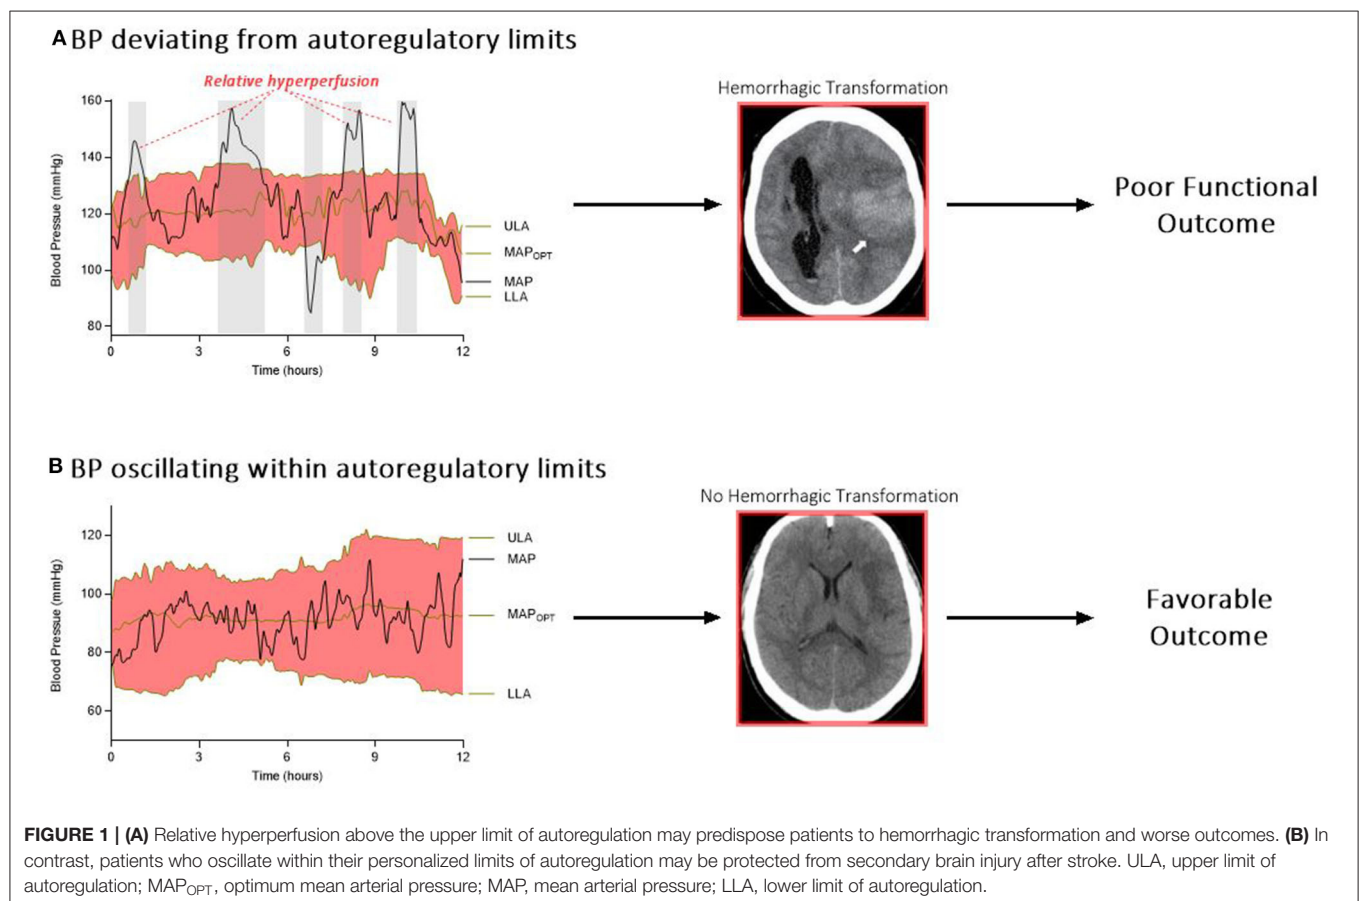 A BP deviating from autoregulatory limits
Relative hyperperfusion
160
140
120
100
80
Blood Pressue (mmHg)
0
3
6
9
12
Time (hours)
ULA
MAPOPT
MAP
LLA
Hemorrhagic Transformation
Poor Functional
Outcome
B BP oscillating within autoregulatory limits
120
100
80
60
Blood Pressue (mmHg)
0
3
6
9
12
Time (hours)
ULA
MAP
MAPOPT
LLA
No Hemorrhagic Transformation
Favorable
Outcome
FIGURE 1 | (A) Relative hyperperfusion above the upper limit of autoregulation may predispose patients to hemorrhagic transformation and worse outcomes. (B) In
contrast, patients who oscillate within their personalized limits of autoregulation may be protected from secondary brain injury after stroke. ULA, upper limit of
autoregulation; MAPOPT, optimum mean arterial pressure; MAP, mean arterial pressure; LLA, lower limit of autoregulation.